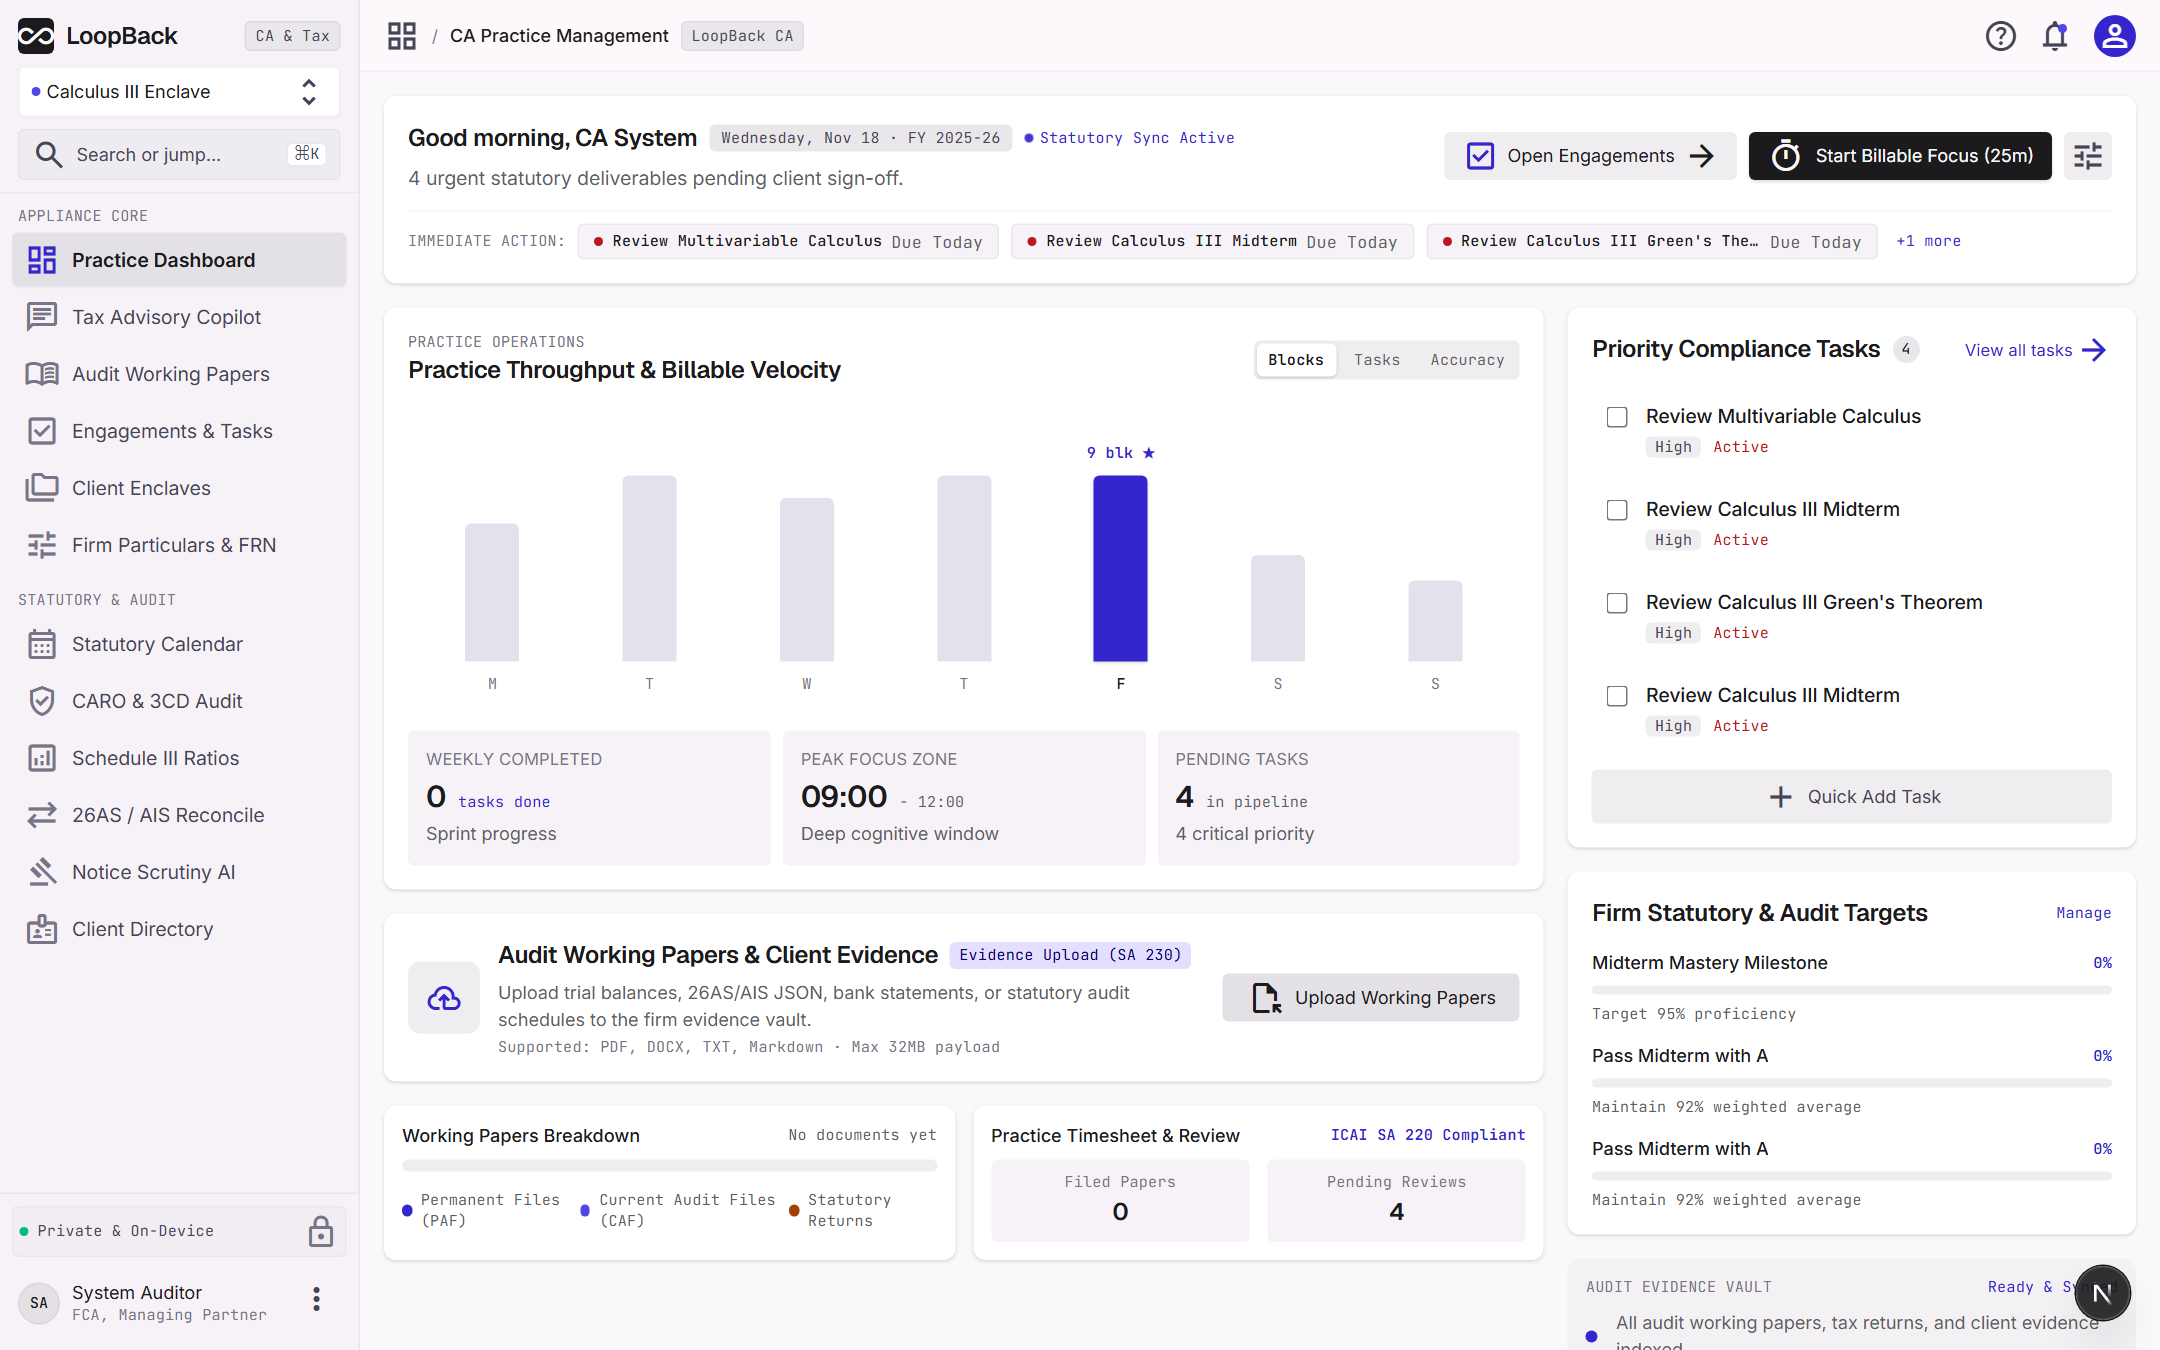 LoopBack
CA & Tax
Calculus III Enclave
Search or jump...
⌘K
APPLIANCE CORE
Practice Dashboard
Tax Advisory Copilot
Audit Working Papers
Engagements & Tasks
Client Enclaves
Firm Particulars & FRN
STATUTORY & AUDIT
Statutory Calendar
CARO & 3CD Audit
Schedule III Ratios
26AS / AIS Reconcile
Notice Scrutiny AI
Client Directory
Private & On-Device
SA
System Auditor
FCA, Managing Partner
/ CA Practice Management
LoopBack CA
Good morning, CA System
Wednesday, Nov 18 · FY 2025-26
Statutory Sync Active
4 urgent statutory deliverables pending client sign-off.
Open Engagements
Start Billable Focus (25m)
IMMEDIATE ACTION:
Review Multivariable Calculus Due Today
Review Calculus III Midterm Due Today
Review Calculus III Green's The… Due Today
+1 more
PRACTICE OPERATIONS
Practice Throughput & Billable Velocity
Blocks
Tasks
Accuracy
9 blk ★
M
T
W
T
F
S
S
WEEKLY COMPLETED
0 tasks done
Sprint progress
PEAK FOCUS ZONE
09:00 - 12:00
Deep cognitive window
PENDING TASKS
4 in pipeline
4 critical priority
Audit Working Papers & Client Evidence
Evidence Upload (SA 230)
Upload trial balances, 26AS/AIS JSON, bank statements, or statutory audit
schedules to the firm evidence vault.
Supported: PDF, DOCX, TXT, Markdown · Max 32MB payload
Upload Working Papers
Working Papers Breakdown
No documents yet
Permanent Files
(PAF)
Current Audit Files
(CAF)
Statutory
Returns
Practice Timesheet & Review
ICAI SA 220 Compliant
Filed Papers
0
Pending Reviews
4
Priority Compliance Tasks
4
View all tasks
Review Multivariable Calculus
High Active
Review Calculus III Midterm
High Active
Review Calculus III Green's Theorem
High Active
Review Calculus III Midterm
High Active
Quick Add Task
Firm Statutory & Audit Targets
Manage
Midterm Mastery Milestone
0%
Target 95% proficiency
Pass Midterm with A
0%
Maintain 92% weighted average
Pass Midterm with A
0%
Maintain 92% weighted average
AUDIT EVIDENCE VAULT
Ready &
N
All audit working papers, tax returns, and client evidence
indexed